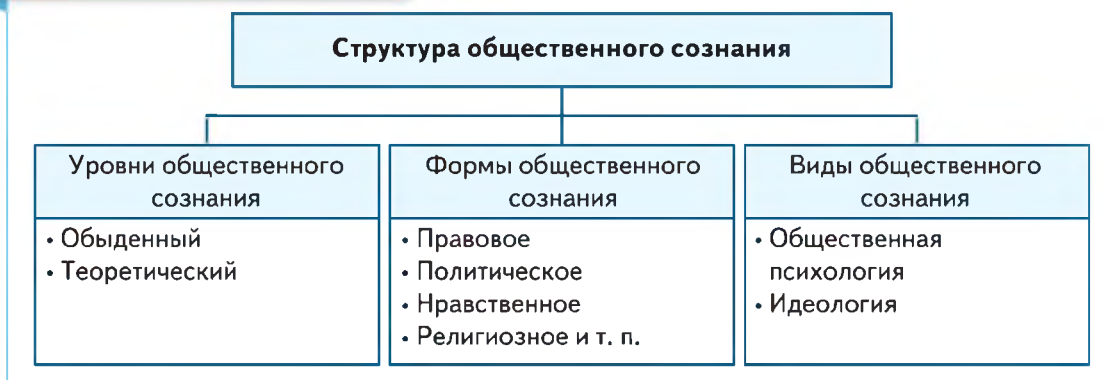 Структура общественного сознания
Уровни общественного
сознания
• Обыденный
• Теоретический
Формы общественного
сознания
• Правовое
• Политическое
• Нравственное
• Религиозное и т. п.
Виды общественного
сознания
• Общественная
психология
• Идеология